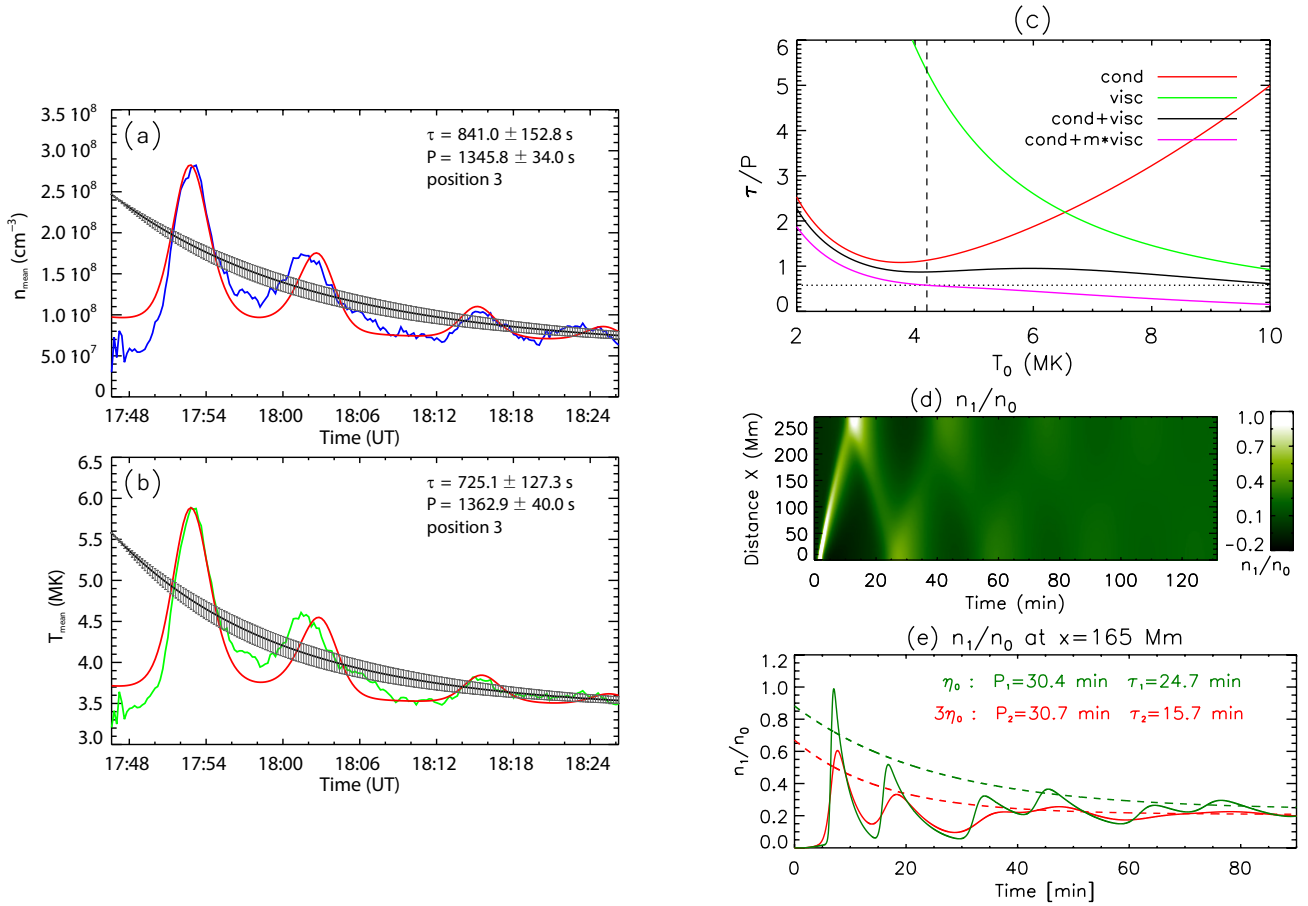 (a)
τ = 841.0 ± 152.8 s
P = 1345.8 ± 34.0 s
position 3
3.5 10⁸
3.0 10⁸
2.5 10⁸
2.0 10⁸
1.5 10⁸
1.0 10⁸
5.0 10⁷
0
n_mean (cm⁻³)
17:48 17:54 18:00 18:06 18:12 18:18 18:24
Time (UT)
(b)
τ = 725.1 ± 127.3 s
P = 1362.9 ± 40.0 s
position 3
6.5
6.0
5.5
5.0
4.5
4.0
3.5
3.0
T_mean (MK)
17:48 17:54 18:00 18:06 18:12 18:18 18:24
Time (UT)
(c)
6
5
4
3
2
1
0
τ/P
cond
visc
cond+visc
cond+m*visc
2 4 6 8 10
T₀ (MK)
(d) n₁/n₀
250
200
150
100
50
0
Distance X (Mm)
0 20 40 60 80 100 120
Time (min)
1.0
0.7
0.4
0.1
−0.2
n₁/n₀
(e) n₁/n₀ at x=165 Mm
1.2
1.0
0.8
0.6
0.4
0.2
0.0
n₁/n₀
η₀ : P₁=30.4 min τ₁=24.7 min
3η₀ : P₂=30.7 min τ₂=15.7 min
0 20 40 60 80
Time [min]